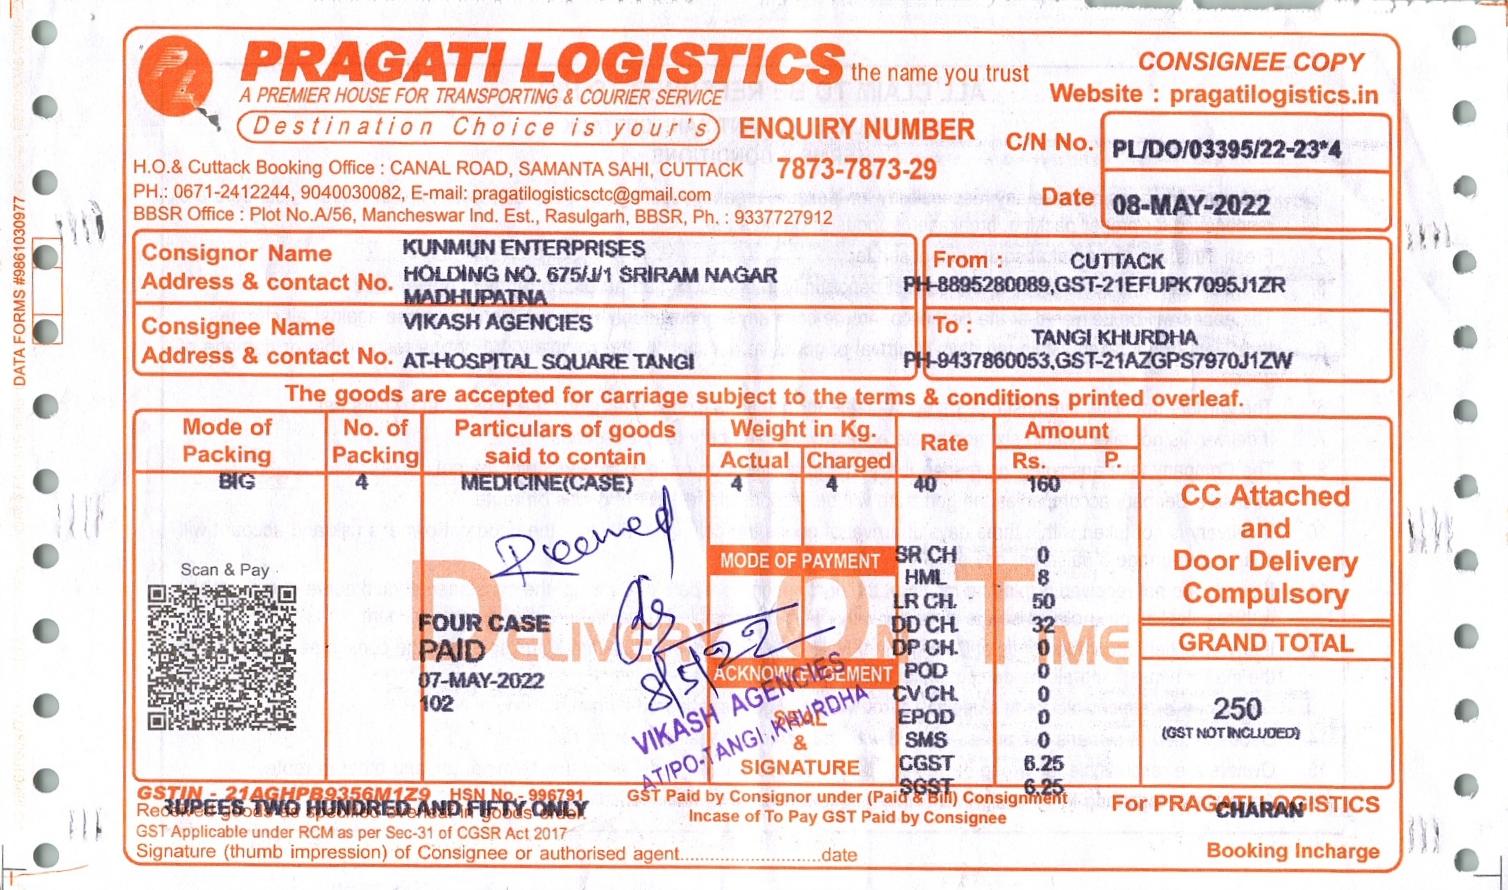 PRAGATI LOGISTICS the name you trust
A PREMIER HOUSE FOR TRANSPORTING & COURIER SERVICE
Destination Choice is your's
CONSIGNEE COPY
Website : pragatilogistics.in
ENQUIRY NUMBER
7873-7873-29
C/N No. PL/DO/03395/22-23*4
Date 08-MAY-2022
H.O.& Cuttack Booking Office : CANAL ROAD, SAMANTA SAHI, CUTTACK
PH.: 0671-2412244, 9040030082, E-mail: pragatilogisticsctc@gmail.com
BBSR Office : Plot No.A/56, Mancheswar Ind. Est., Rasulgarh, BBSR, Ph. : 9337727912
DATA FORMS #9861030977
Consignor Name KUNMUN ENTERPRISES
Address & contact No. HOLDING NO. 675/J/1 SRIRAM NAGAR
MADHUPATNA
From : CUTTACK
PH-8895280089,GST-21EFUPK7095J1ZR
Consignee Name VIKASH AGENCIES
Address & contact No. AT-HOSPITAL SQUARE TANGI
To : TANGI KHURDHA
PH-9437860053,GST-21AZGPS7970J1ZW
The goods are accepted for carriage subject to the terms & conditions printed overleaf.
Mode of Packing No. of Packing Particulars of goods said to contain Weight in Kg. Actual Charged Rate Amount Rs. P.
BIG 4 MEDICINE(CASE) 4 4 40 160
CC Attached
and
Door Delivery
Compulsory
GRAND TOTAL
250
(GST NOT INCLUDED)
Scan & Pay
DELIVERY ON TIME
FOUR CASE
PAID
07-MAY-2022
102
8/5/22
VIKASH AGENCIES
AT/PO-TANGI,KHURDHA
MODE OF PAYMENT
ACKNOWLEDGEMENT
SEAL
&
SIGNATURE
SR CH 0
HML 8
LR CH. 50
DD CH. 32
DP CH. 0
POD 0
CV CH. 0
EPOD 0
SMS 0
CGST 6.25
SGST 6.25
GSTIN - 21AGHPB9356M1Z9 HSN No.- 996791
RUPEES TWO HUNDRED AND FIFTY ONLY
Received goods as specified overleaf in goods order.
GST Applicable under RCM as per Sec-31 of CGSR Act 2017
Signature (thumb impression) of Consignee or authorised agent........................date
GST Paid by Consignor under (Paid & Bill) Consignment
Incase of To Pay GST Paid by Consignee
For PRAGATI LOGISTICS
CHARAN
Booking Incharge